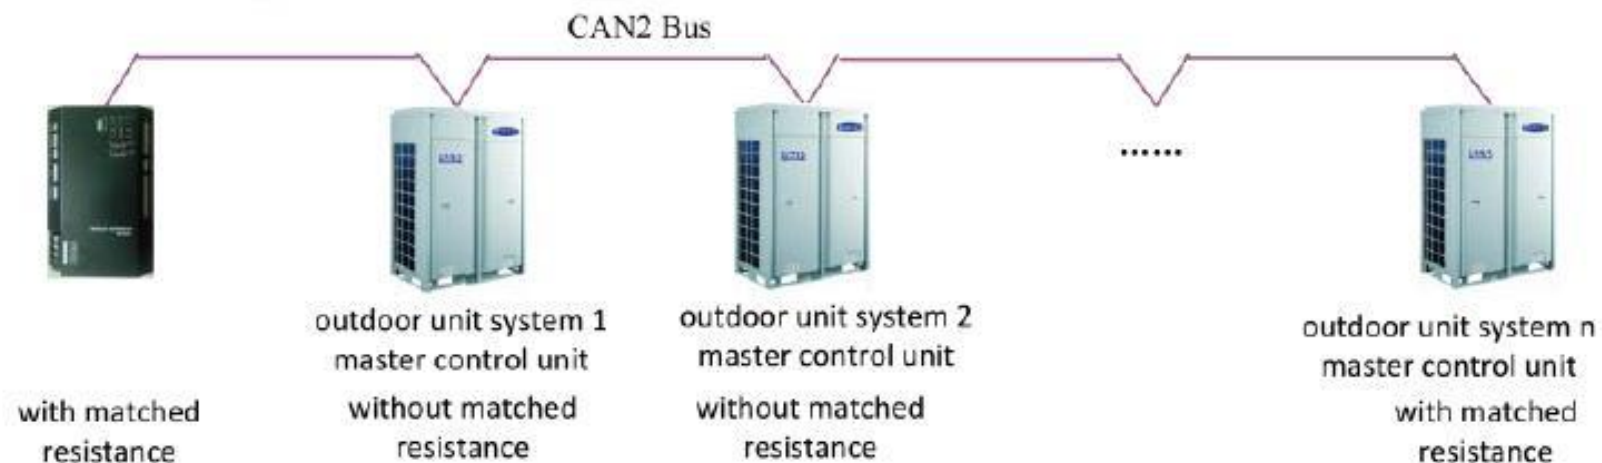 CAN2 Bus
......
outdoor unit system 1
master control unit
outdoor unit system 2
master control unit
outdoor unit system n
master control unit
with matched
resistance
without matched
resistance
without matched
resistance
with matched
resistance